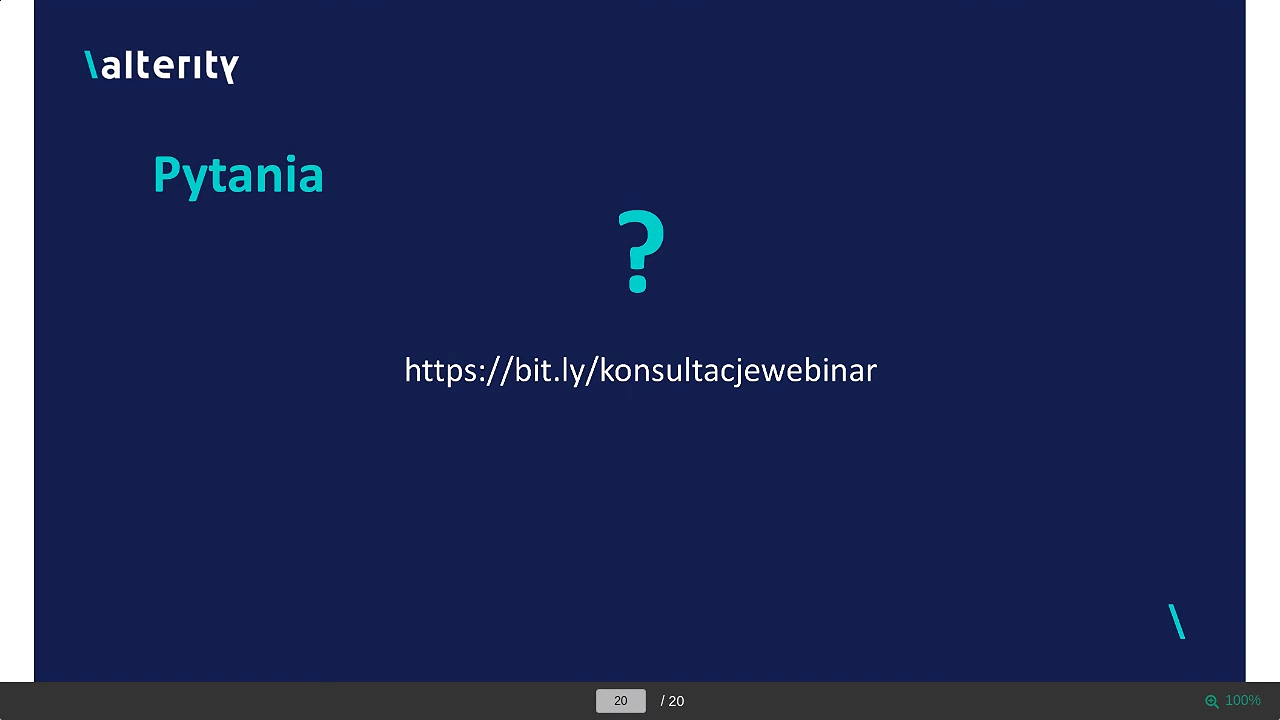 \alterity
Pytania
?
https://bit.ly/konsultacjewebinar
\
20 / 20
100%